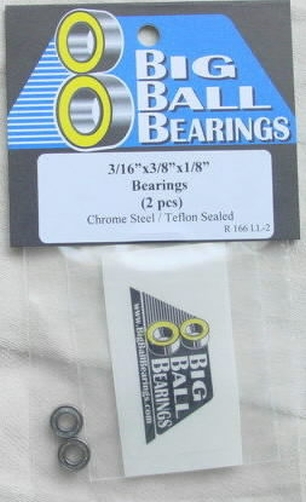 BIG
BALL
BEARINGS
3/16”x3/8”x1/8”
Bearings
(2 pcs)
Chrome Steel / Teflon Sealed
R 166 LL-2
BIG
BALL
BEARINGS
www.BigBallBearings.com